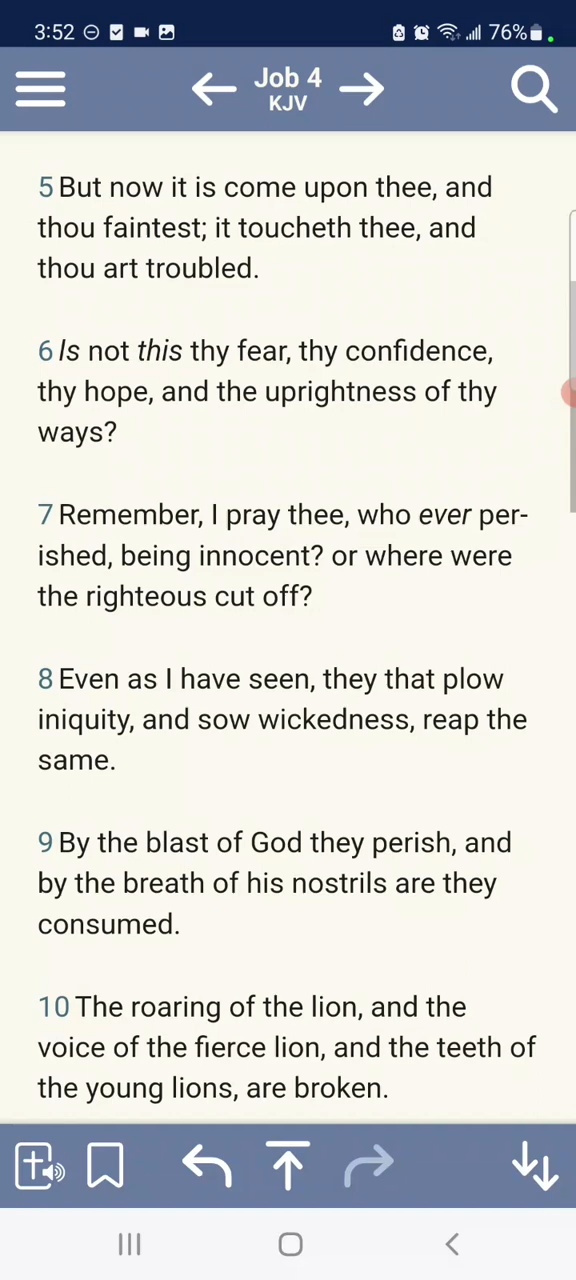 3:52 76%
Job 4
KJV
5 But now it is come upon thee, and
thou faintest; it toucheth thee, and
thou art troubled.
6 Is not this thy fear, thy confidence,
thy hope, and the uprightness of thy
ways?
7 Remember, I pray thee, who ever per-
ished, being innocent? or where were
the righteous cut off?
8 Even as I have seen, they that plow
iniquity, and sow wickedness, reap the
same.
9 By the blast of God they perish, and
by the breath of his nostrils are they
consumed.
10 The roaring of the lion, and the
voice of the fierce lion, and the teeth of
the young lions, are broken.